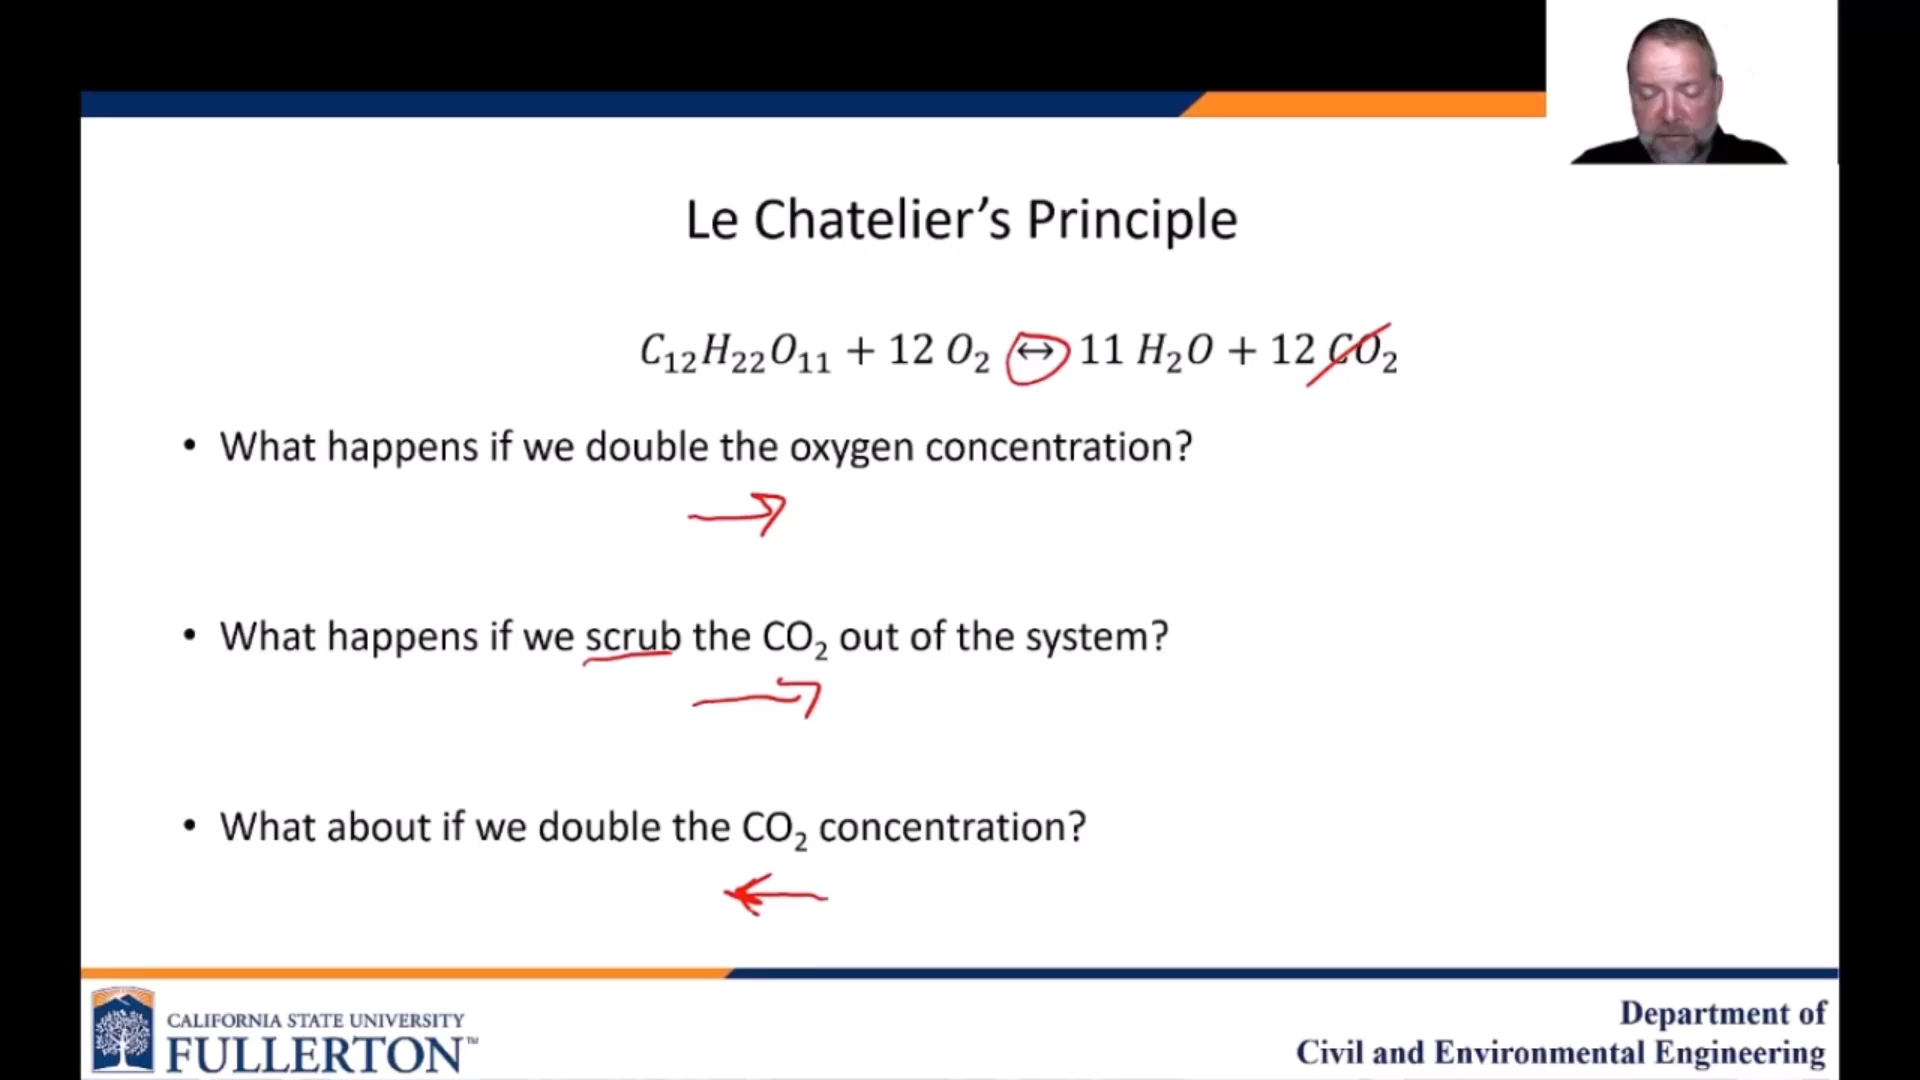 Le Chatelier’s Principle
C₁₂H₂₂O₁₁ + 12 O₂ ↔ 11 H₂O + 12 CO₂
• What happens if we double the oxygen concentration?
→
• What happens if we scrub the CO₂ out of the system?
→
• What about if we double the CO₂ concentration?
←
CALIFORNIA STATE UNIVERSITY
FULLERTON™
Department of
Civil and Environmental Engineering